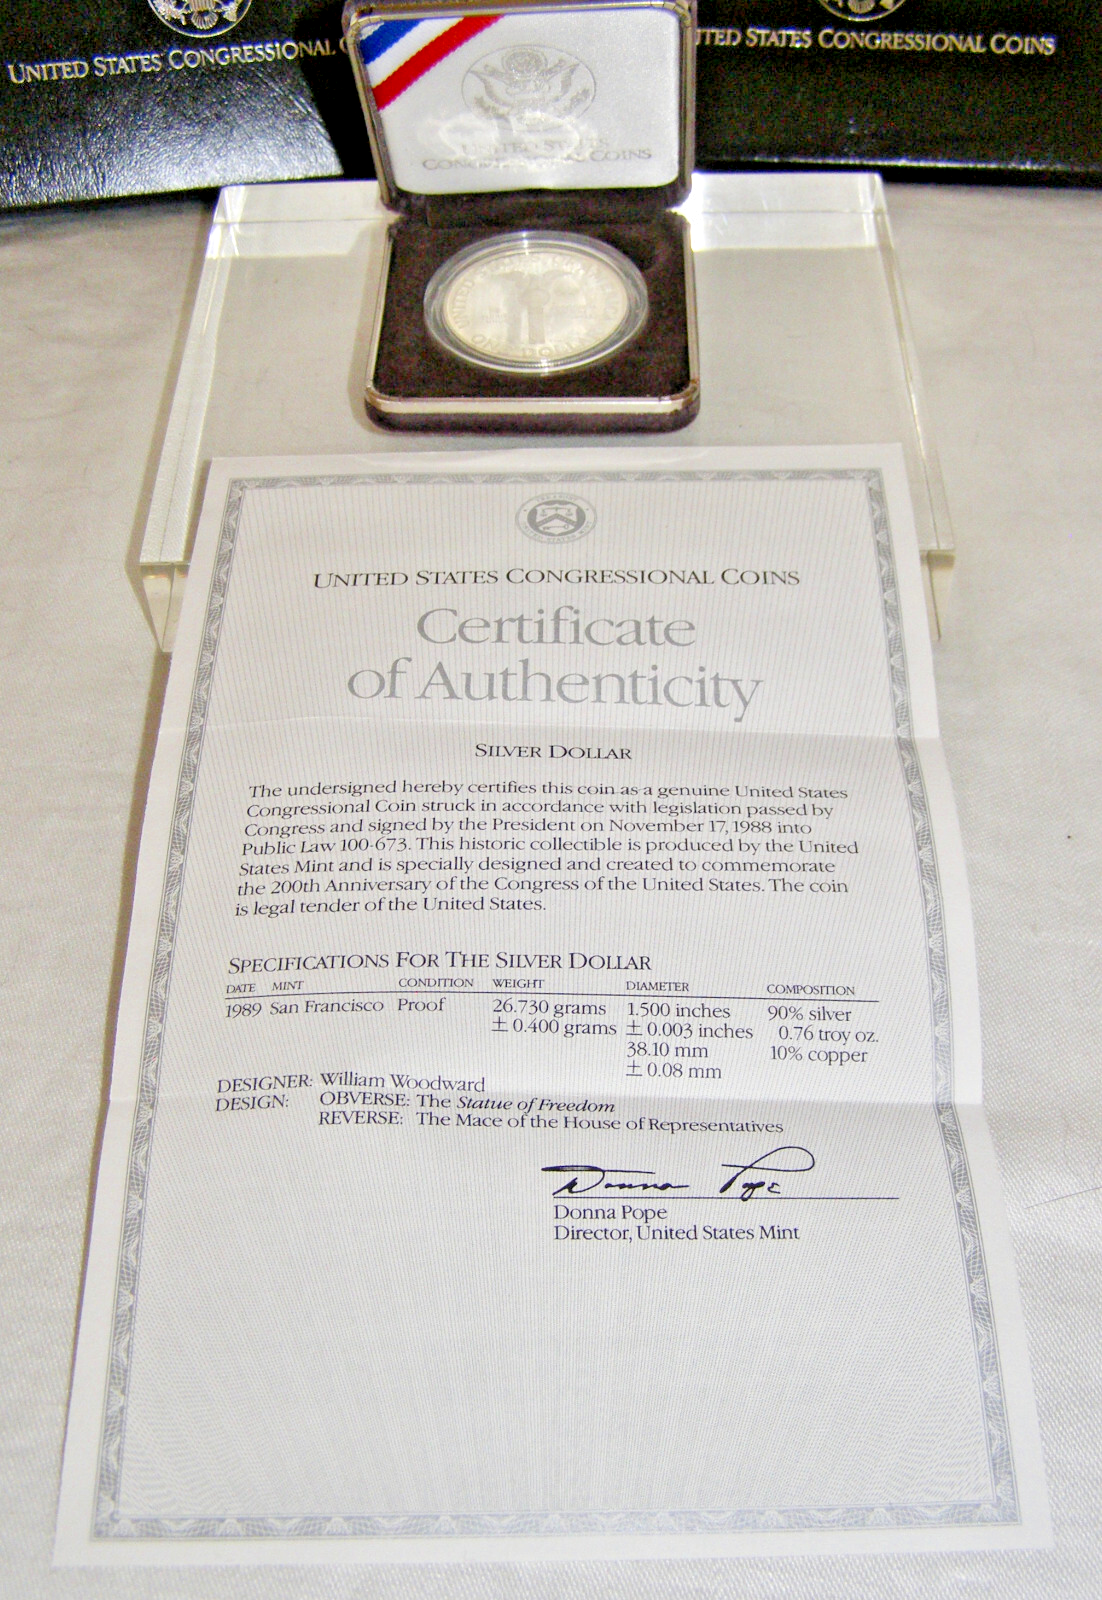 UNITED STATES CONGRESSIONAL
UNITED STATES
CONGRESSIONAL COINS
STATES CONGRESSIONAL COINS
ONE DOLLAR
UNITED STATES CONGRESSIONAL COINS
Certificate
of Authenticity
SILVER DOLLAR
The undersigned hereby certifies this coin as a genuine United States
Congressional Coin struck in accordance with legislation passed by
Congress and signed by the President on November 17, 1988 into
Public Law 100-673. This historic collectible is produced by the United
States Mint and is specially designed and created to commemorate
the 200th Anniversary of the Congress of the United States. The coin
is legal tender of the United States.
SPECIFICATIONS FOR THE SILVER DOLLAR
DATE MINT CONDITION WEIGHT DIAMETER COMPOSITION
1989 San Francisco Proof 26.730 grams 1.500 inches 90% silver
± 0.400 grams ± 0.003 inches 0.76 troy oz.
38.10 mm 10% copper
± 0.08 mm
DESIGNER: William Woodward
DESIGN: OBVERSE: The Statue of Freedom
REVERSE: The Mace of the House of Representatives
Donna Pope
Donna Pope
Director, United States Mint